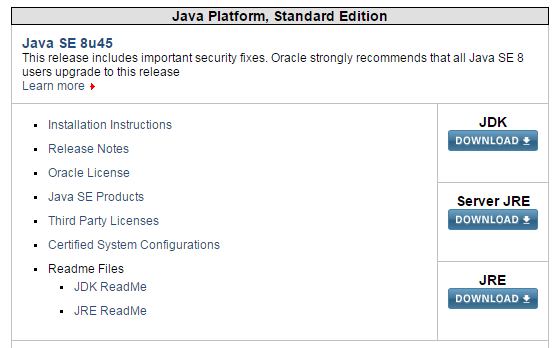 Java Platform, Standard Edition
Java SE 8u45
This release includes important security fixes. Oracle strongly recommends that all Java SE 8
users upgrade to this release
Learn more
Installation Instructions
Release Notes
Oracle License
Java SE Products
Third Party Licenses
Certified System Configurations
Readme Files
JDK ReadMe
JRE ReadMe
JDK
DOWNLOAD
Server JRE
DOWNLOAD
JRE
DOWNLOAD